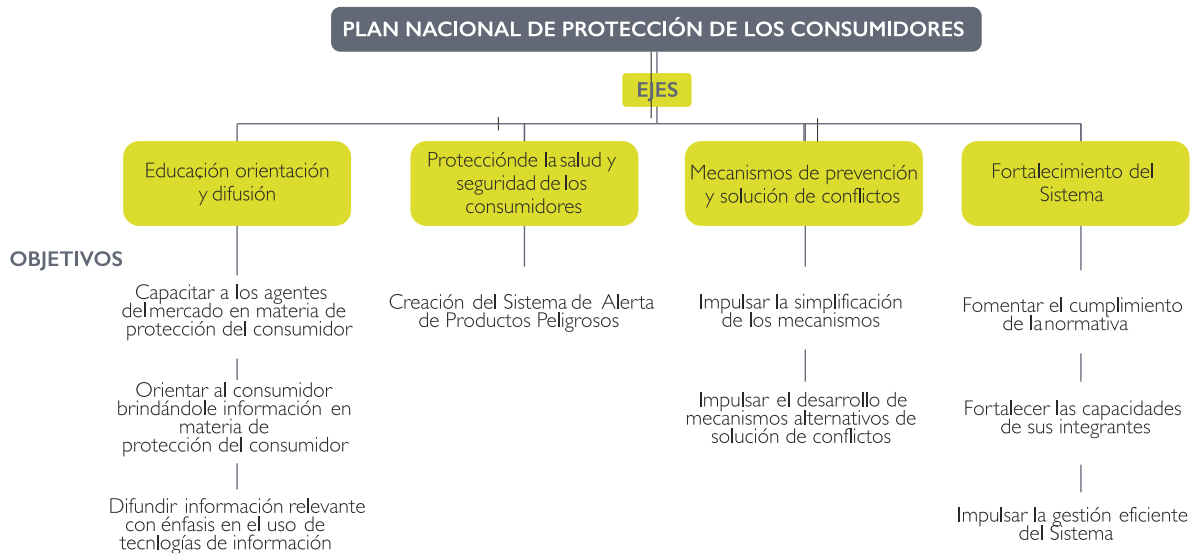 PLAN NACIONAL DE PROTECCIÓN DE LOS CONSUMIDORES
EJES
Educación orientación
y difusión
Protecciónde la salud y
seguridad de los
consumidores
Mecanismos de prevención
y solución de conflictos
Fortalecimiento del
Sistema
OBJETIVOS
Capacitar a los agentes
delmercado en materia de
protección del consumidor
Orientar al consumidor
brindándole información en
materia de
protección del consumidor
Difundir información relevante
con énfasis en el uso de
tecnlogías de información
Creación del Sistema de Alerta
de Productos Peligrosos
Impulsar la simplificación
de los mecanismos
Impulsar el desarrollo de
mecanismos alternativos de
solución de conflictos
Fomentar el cumplimiento
de lanormativa
Fortalecer las capacidades
de sus integrantes
Impulsar la gestión eficiente
del Sistema